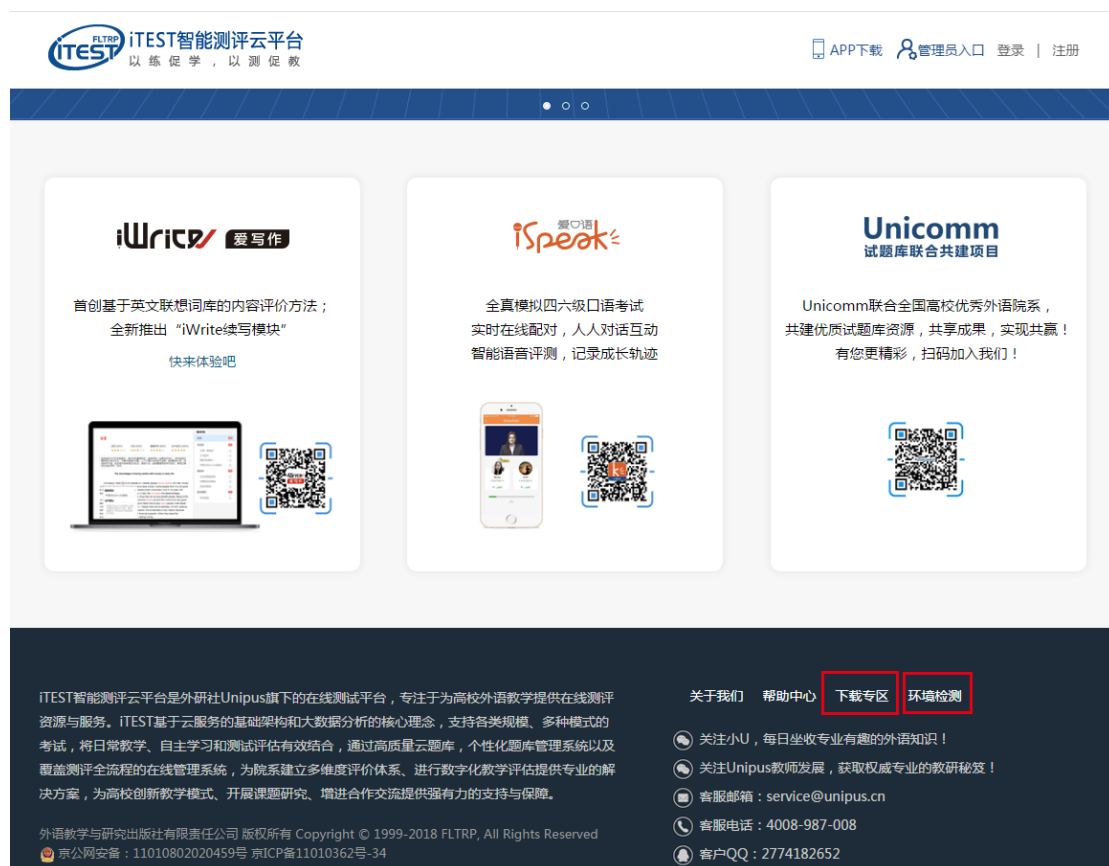 FLTRP
iTEST
iTEST智能测评云平台
以练促学，以测促教
APP下载 管理员入口 登录 | 注册
iWrite 爱写作
首创基于英文联想词库的内容评价方法；
全新推出“iWrite续写模块”
快来体验吧
爱口语
iSpeak
全真模拟四六级口语考试
实时在线配对，人人对话互动
智能语音评测，记录成长轨迹
Unicomm
试题库联合共建项目
Unicomm联合全国高校优秀外语院系，
共建优质试题库资源，共享成果，实现共赢！
有您更精彩，扫码加入我们！
iTEST智能测评云平台是外研社Unipus旗下的在线测试平台，专注于为高校外语教学提供在线测评
资源与服务。iTEST基于云服务的基础架构和大数据分析的核心理念，支持各类规模、多种模式的
考试，将日常教学、自主学习和测试评估有效结合，通过高质量云题库，个性化题库管理系统以及
覆盖测评全流程的在线管理系统，为院系建立多维度评价体系、进行数字化教学评估提供专业的解
决方案，为高校创新教学模式、开展课题研究、增进合作交流提供强有力的支持与保障。
外语教学与研究出版社有限责任公司 版权所有 Copyright © 1999-2018 FLTRP, All Rights Reserved
京公网安备：11010802020459号 京ICP备11010362号-34
关于我们 帮助中心 下载专区 环境检测
关注小U，每日坐收专业有趣的外语知识！
关注Unipus教师发展，获取权威专业的教研秘笈！
客服邮箱：service@unipus.cn
客服电话：4008-987-008
客户QQ：2774182652